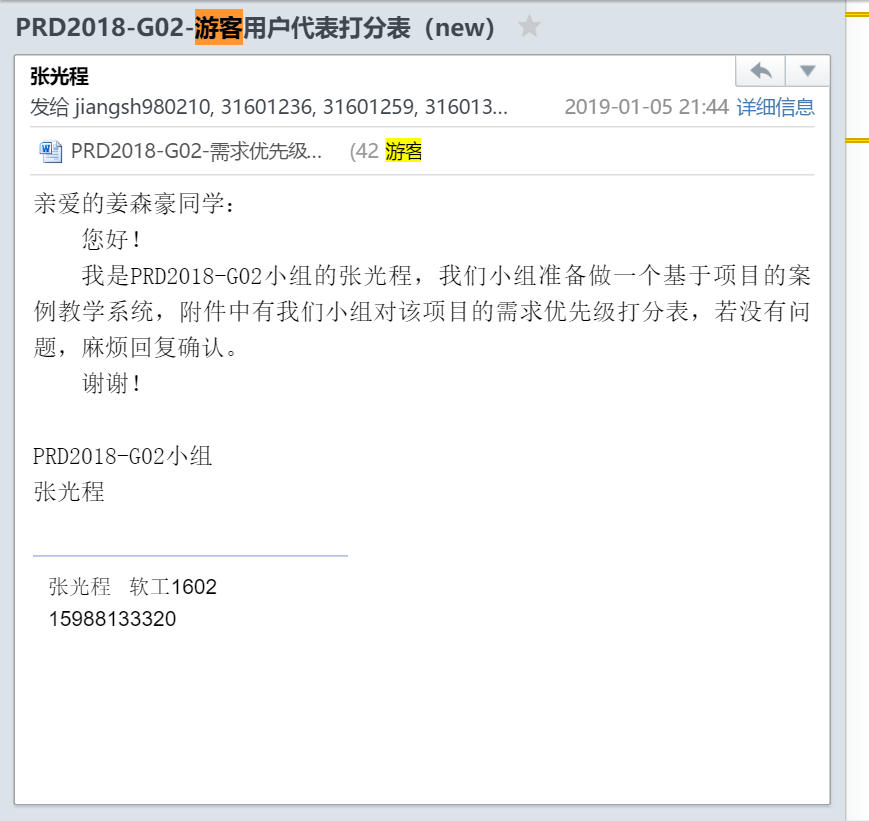 PRD2018-G02-游客用户代表打分表（new）
张光程
发给 jiangsh980210, 31601236, 31601259, 316013... 2019-01-05 21:44 详细信息
PRD2018-G02-需求优先级... (42 游客
亲爱的姜森豪同学：
您好！
我是PRD2018-G02小组的张光程，我们小组准备做一个基于项目的案
例教学系统，附件中有我们小组对该项目的需求优先级打分表，若没有问
题，麻烦回复确认。
谢谢！
PRD2018-G02小组
张光程
张光程 软工1602
15988133320